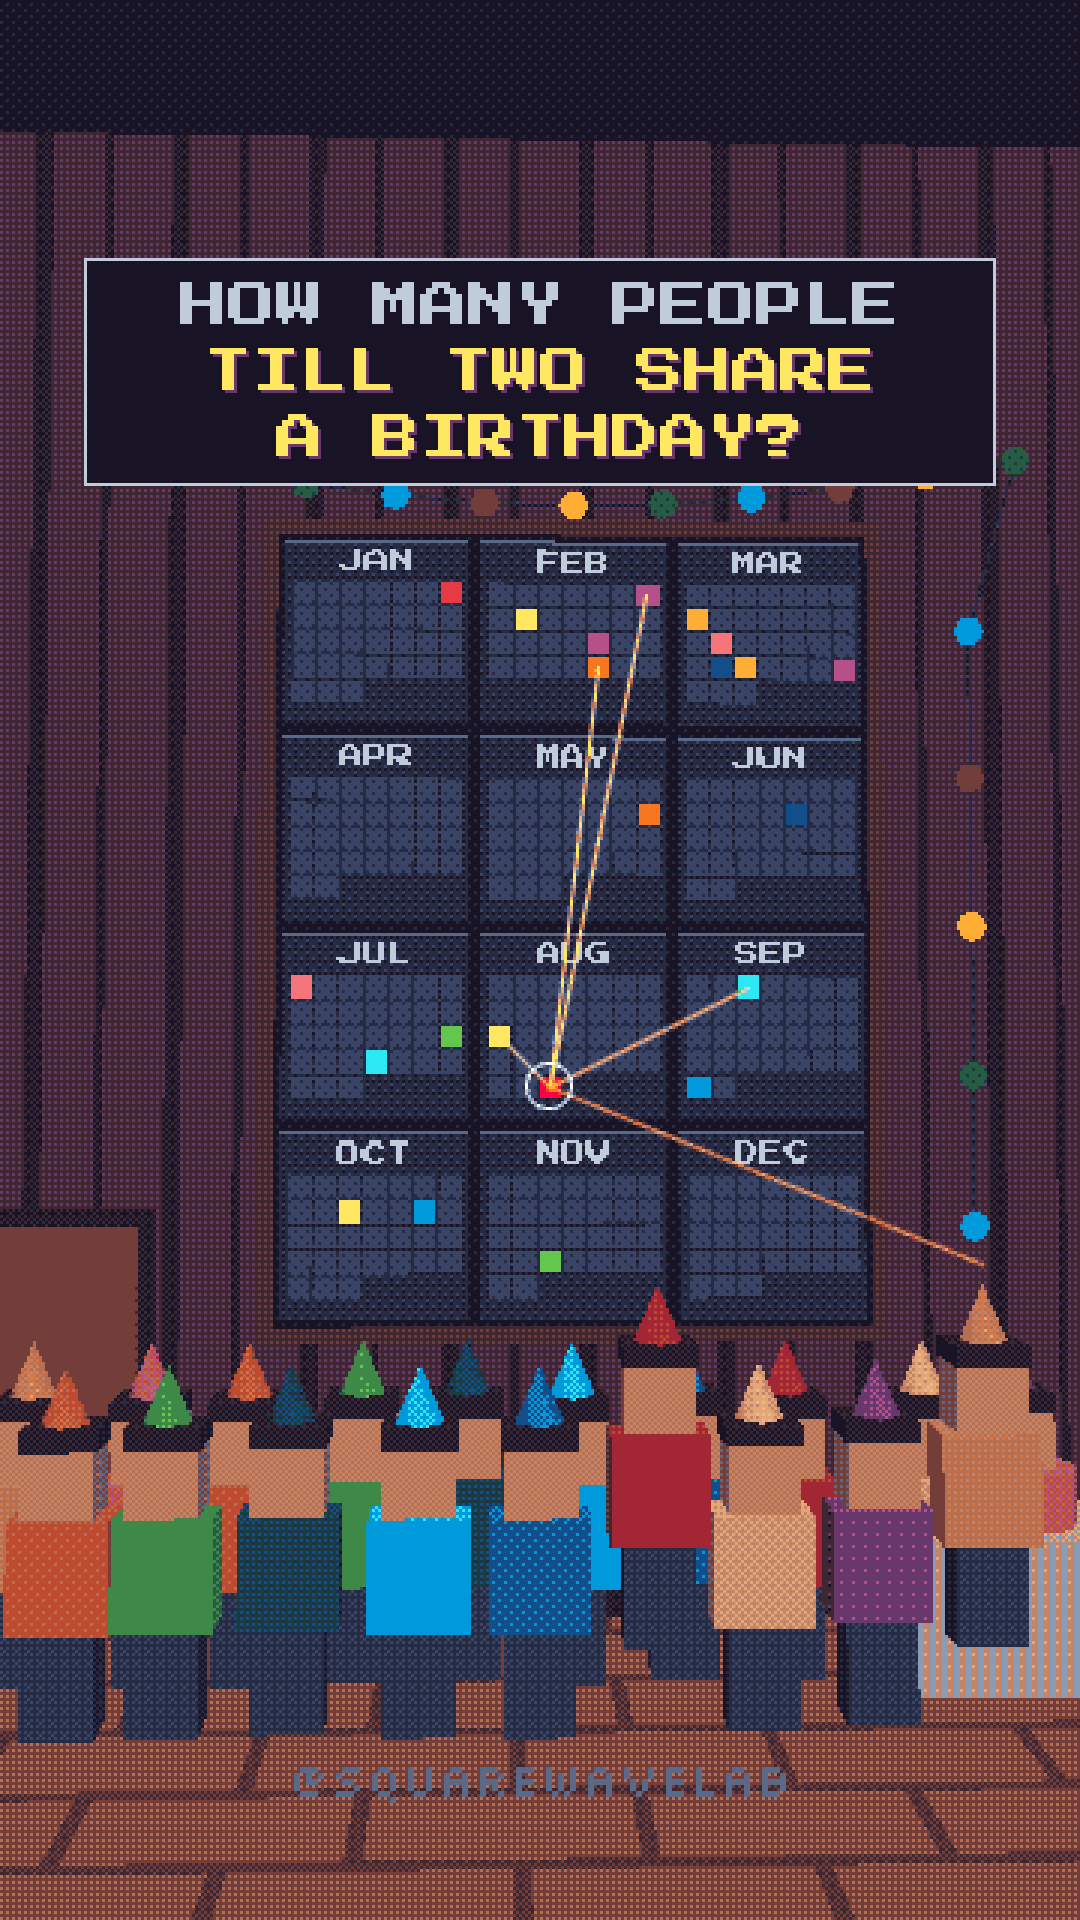 HOW MANY PEOPLE
TILL TWO SHARE
A BIRTHDAY?
JAN FEB MAR
APR MAY JUN
JUL AUG SEP
OCT NOV DEC
@SQUAREWAVELAB